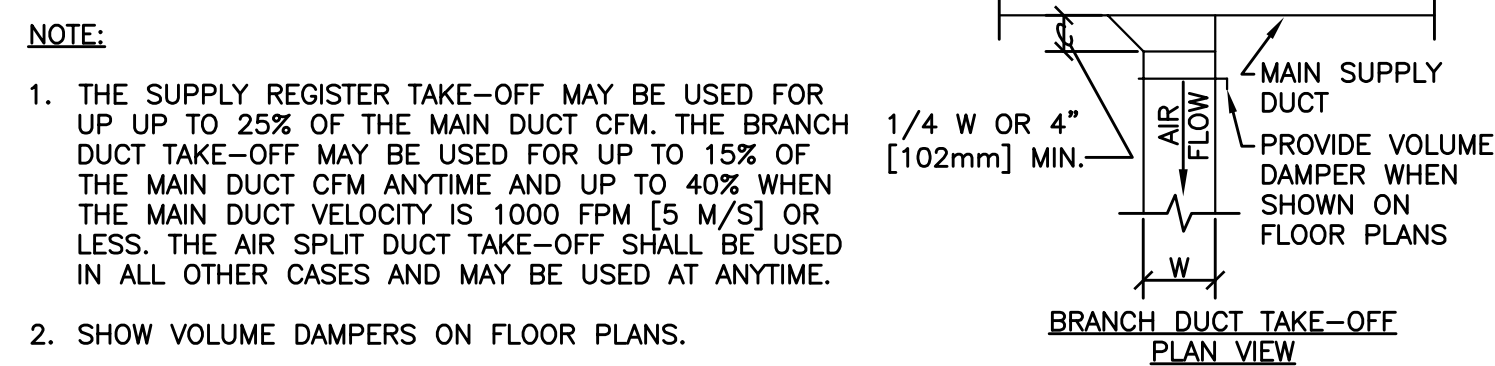 NOTE:
1. THE SUPPLY REGISTER TAKE-OFF MAY BE USED FOR
UP UP TO 25% OF THE MAIN DUCT CFM. THE BRANCH
DUCT TAKE-OFF MAY BE USED FOR UP TO 15% OF
THE MAIN DUCT CFM ANYTIME AND UP TO 40% WHEN
THE MAIN DUCT VELOCITY IS 1000 FPM [5 M/S] OR
LESS. THE AIR SPLIT DUCT TAKE-OFF SHALL BE USED
IN ALL OTHER CASES AND MAY BE USED AT ANYTIME.
2. SHOW VOLUME DAMPERS ON FLOOR PLANS.
1/4 W OR 4"
[102mm] MIN.
AIR
FLOW
MAIN SUPPLY
DUCT
PROVIDE VOLUME
DAMPER WHEN
SHOWN ON
FLOOR PLANS
W
BRANCH DUCT TAKE-OFF
PLAN VIEW